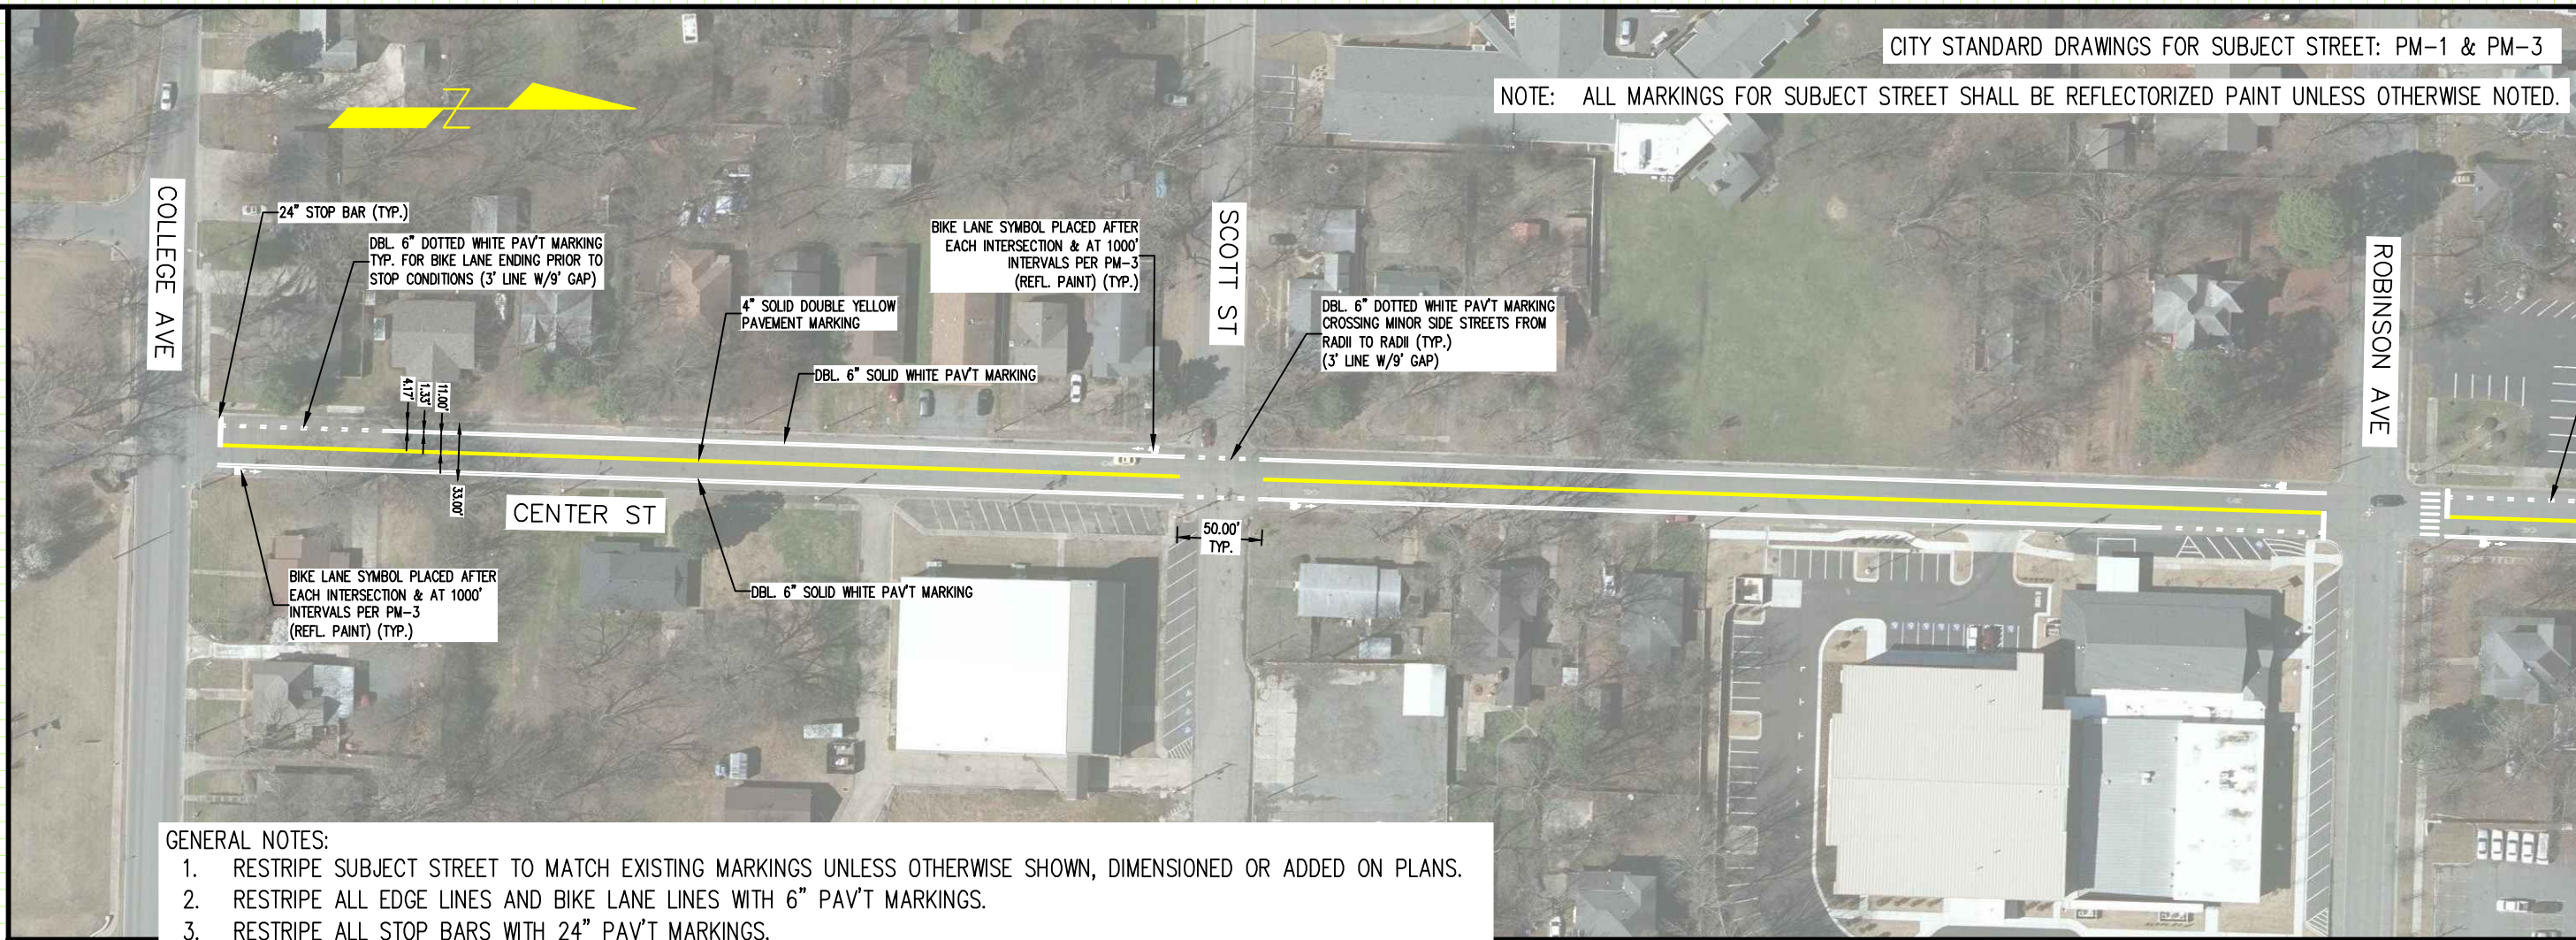 CITY STANDARD DRAWINGS FOR SUBJECT STREET: PM-1 & PM-3
NOTE: ALL MARKINGS FOR SUBJECT STREET SHALL BE REFLECTORIZED PAINT UNLESS OTHERWISE NOTED.
Z
COLLEGE AVE
24" STOP BAR (TYP.)
DBL. 6" DOTTED WHITE PAV'T MARKING
TYP. FOR BIKE LANE ENDING PRIOR TO
STOP CONDITIONS (3' LINE W/9' GAP)
4" SOLID DOUBLE YELLOW
PAVEMENT MARKING
BIKE LANE SYMBOL PLACED AFTER
EACH INTERSECTION & AT 1000'
INTERVALS PER PM-3
(REFL. PAINT) (TYP.)
DBL. 6" SOLID WHITE PAV'T MARKING
SCOTT ST
DBL. 6" DOTTED WHITE PAV'T MARKING
CROSSING MINOR SIDE STREETS FROM
RADII TO RADII (TYP.)
(3' LINE W/9' GAP)
ROBINSON AVE
4.17'
1.33'
11.00'
33.00'
CENTER ST
50.00'
TYP.
BIKE LANE SYMBOL PLACED AFTER
EACH INTERSECTION & AT 1000'
INTERVALS PER PM-3
(REFL. PAINT) (TYP.)
DBL. 6" SOLID WHITE PAV'T MARKING
GENERAL NOTES:
1. RESTRIPE SUBJECT STREET TO MATCH EXISTING MARKINGS UNLESS OTHERWISE SHOWN, DIMENSIONED OR ADDED ON PLANS.
2. RESTRIPE ALL EDGE LINES AND BIKE LANE LINES WITH 6" PAV'T MARKINGS.
3. RESTRIPE ALL STOP BARS WITH 24" PAV'T MARKINGS.